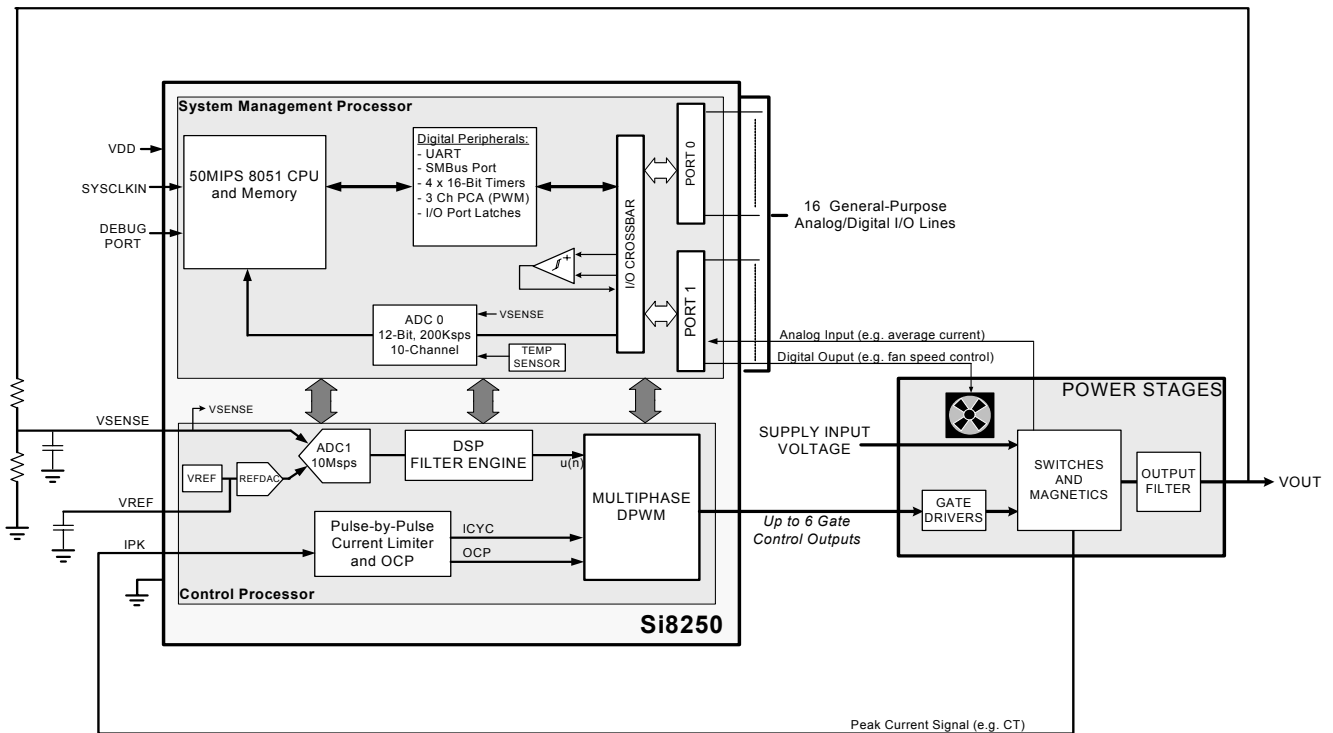 System Management Processor
VDD
SYSCLKIN
DEBUG
PORT
50MIPS 8051 CPU
and Memory
Digital Peripherals:
- UART
- SMBus Port
- 4 x 16-Bit Timers
- 3 Ch PCA (PWM)
- I/O Port Latches
I/O CROSSBAR
PORT 0
PORT 1
16 General-Purpose
Analog/Digital I/O Lines
+
ADC 0
12-Bit, 200Ksps
10-Channel
VSENSE
TEMP
SENSOR
Analog Input (e.g. average current)
Digital Ouput (e.g. fan speed control)
VSENSE
VSENSE
ADC1
10Msps
DSP
FILTER ENGINE
u(n)
VREF
REFDAC
VREF
MULTIPHASE
DPWM
IPK
Pulse-by-Pulse
Current Limiter
and OCP
ICYC
OCP
Control Processor
Si8250
Up to 6 Gate
Control Outputs
POWER STAGES
SUPPLY INPUT
VOLTAGE
GATE
DRIVERS
SWITCHES
AND
MAGNETICS
OUTPUT
FILTER
VOUT
Peak Current Signal (e.g. CT)